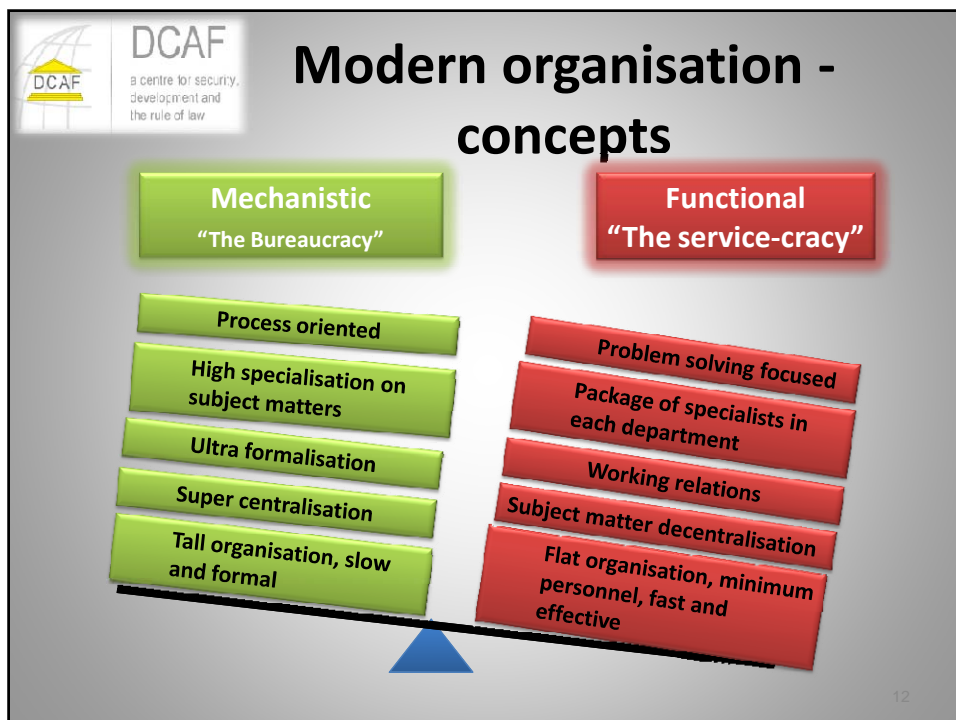 DCAF
DCAF
a centre for security,
development and
the rule of law
Modern organisation -
concepts
Mechanistic
“The Bureaucracy”
Functional
“The service-cracy”
Process oriented
High specialisation on
subject matters
Ultra formalisation
Super centralisation
Tall organisation, slow
and formal
Problem solving focused
Package of specialists in
each department
Working relations
Subject matter decentralisation
Flat organisation, minimum
personnel, fast and
effective
12